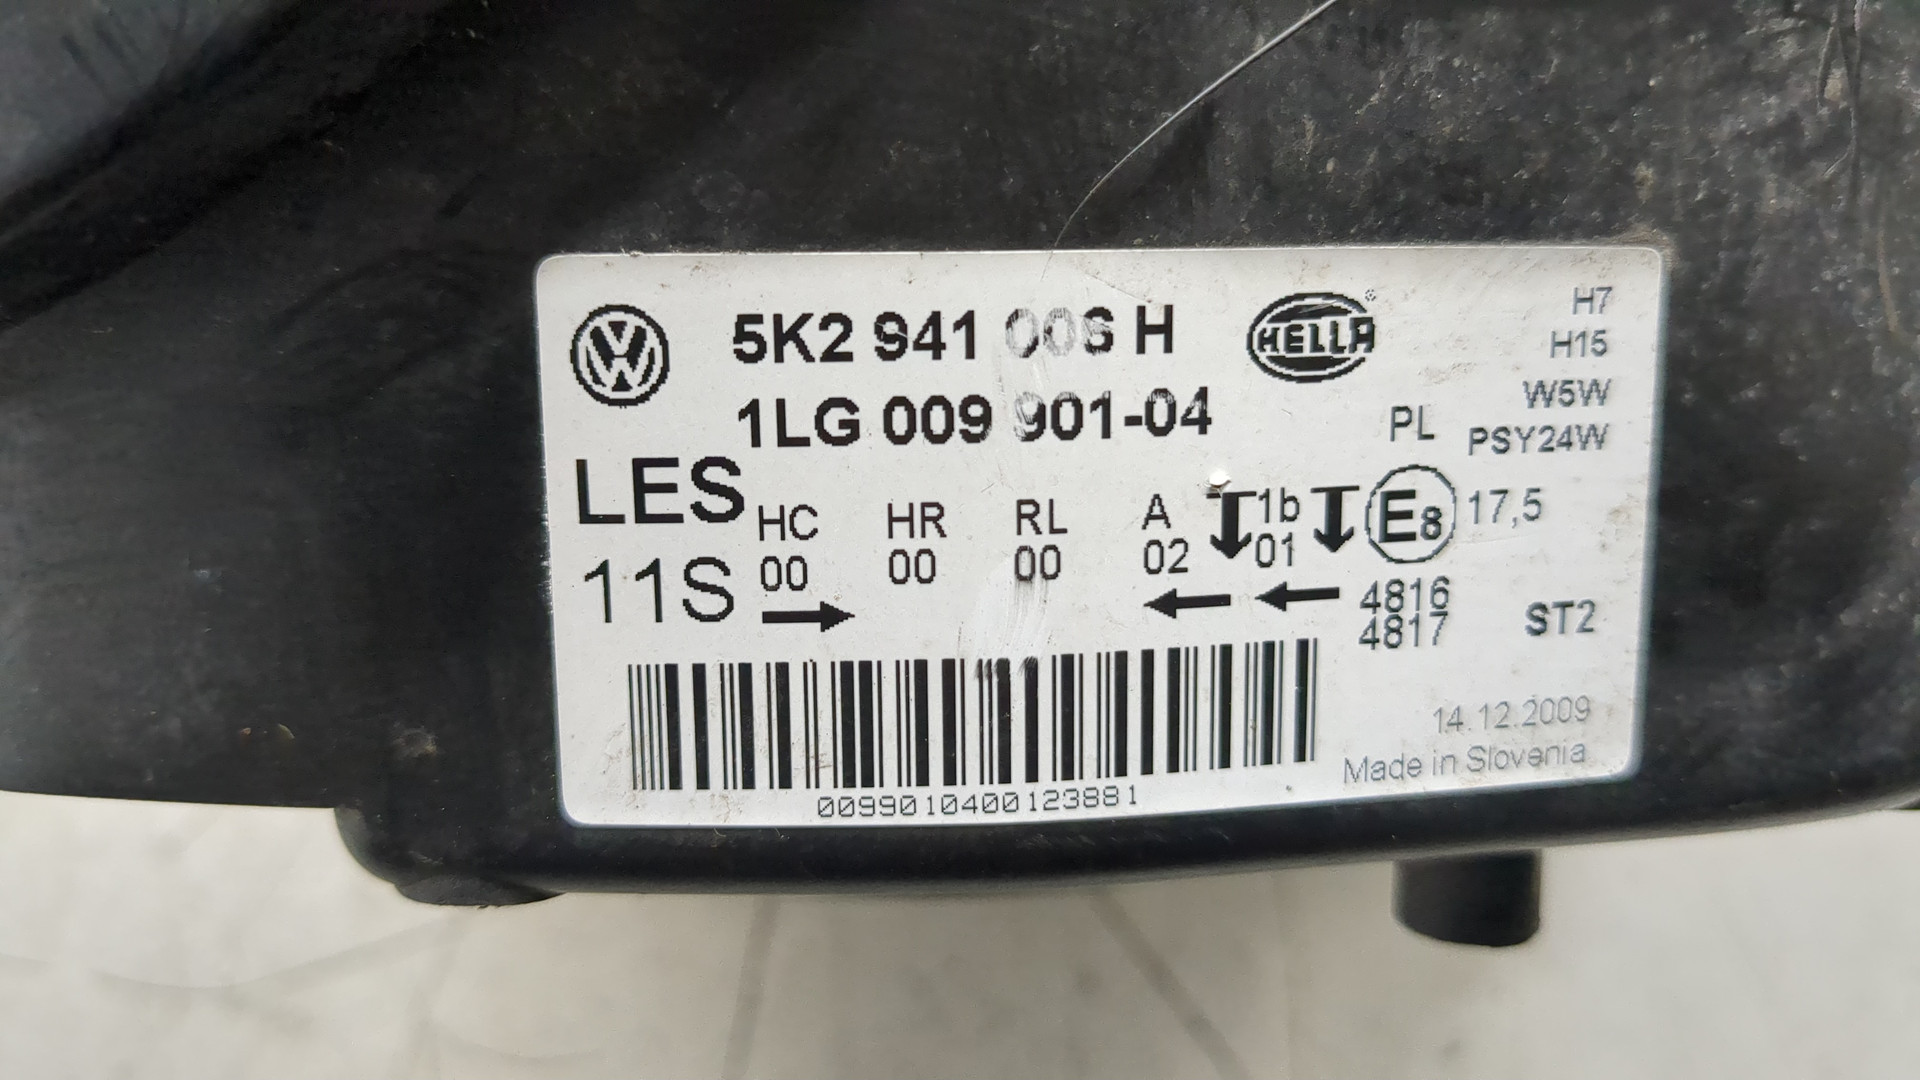 5K2 941 006 H
1LG 009 901-04
HELLA ®
H7
H15
W5W
PL PSY24W
LES
11S
HC HR RL A 1b
00 00 00 02 01
E8 17,5
4816
4817
ST2
14.12.2009
Made in Slovenia
0099010400123881